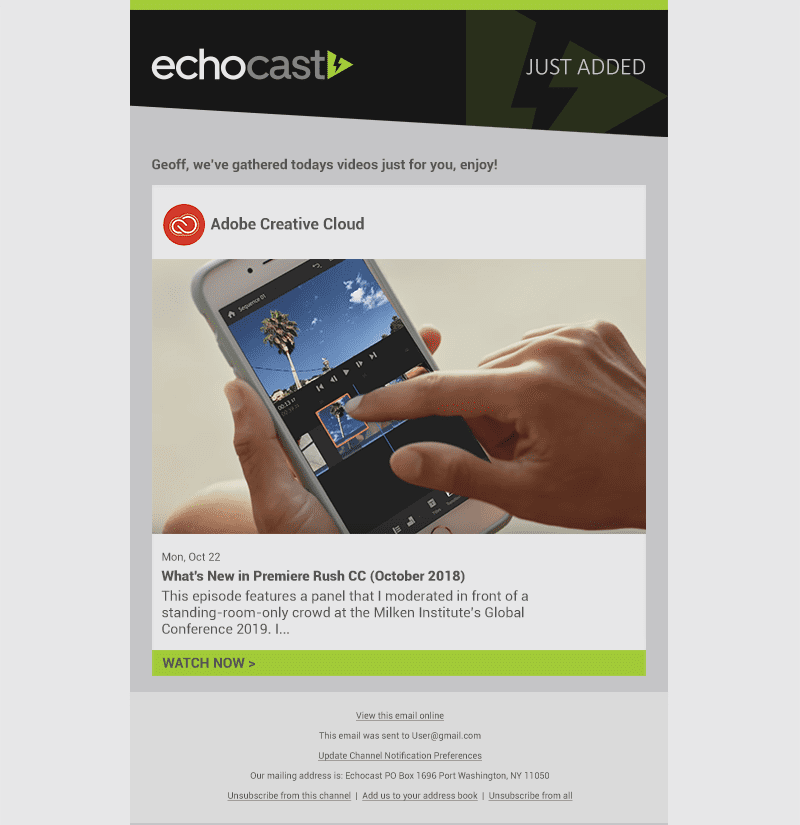 echocast
JUST ADDED
Geoff, we've gathered todays videos just for you, enjoy!
Adobe Creative Cloud
Sequence 01
Mon, Oct 22
What's New in Premiere Rush CC (October 2018)
This episode features a panel that I moderated in front of a
standing-room-only crowd at the Milken Institute's Global
Conference 2019. I...
WATCH NOW >
View this email online
This email was sent to User@gmail.com
Update Channel Notification Preferences
Our mailing address is: Echocast PO Box 1696 Port Washington, NY 11050
Unsubscribe from this channel | Add us to your address book | Unsubscribe from all